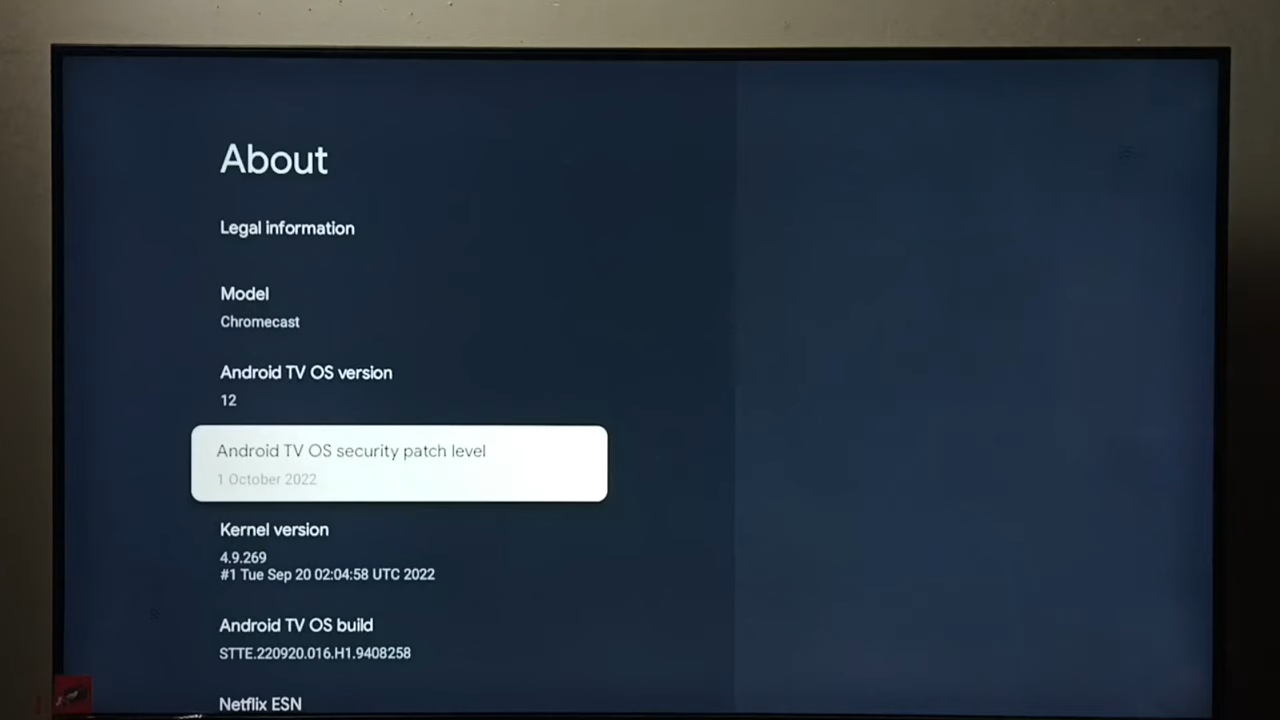 About
Legal information
Model
Chromecast
Android TV OS version
12
Android TV OS security patch level
1 October 2022
Kernel version
4.9.269
#1 Tue Sep 20 02:04:58 UTC 2022
Android TV OS build
STTE.220920.016.H1.9408258
Netflix ESN